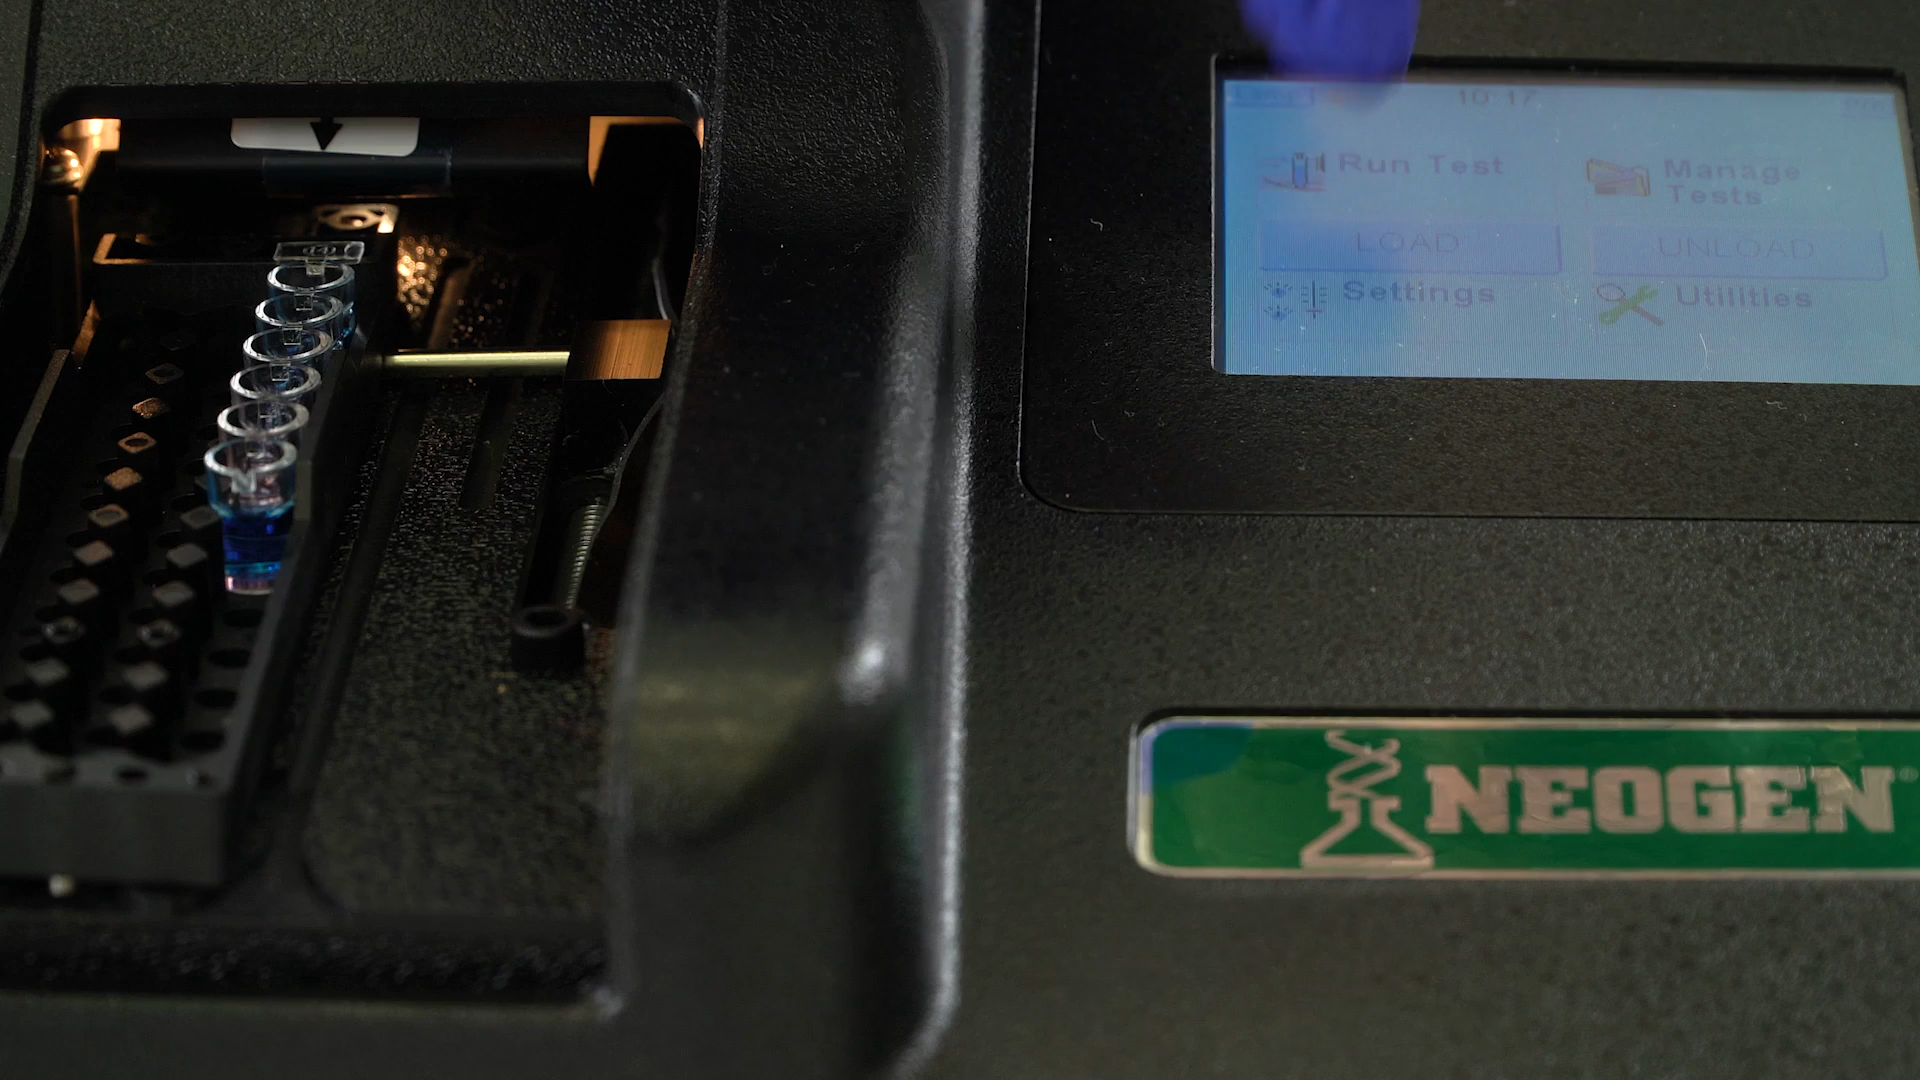 10:17
Run Test
Manage
Tests
LOAD
UNLOAD
Settings
Utilities
NEOGEN®